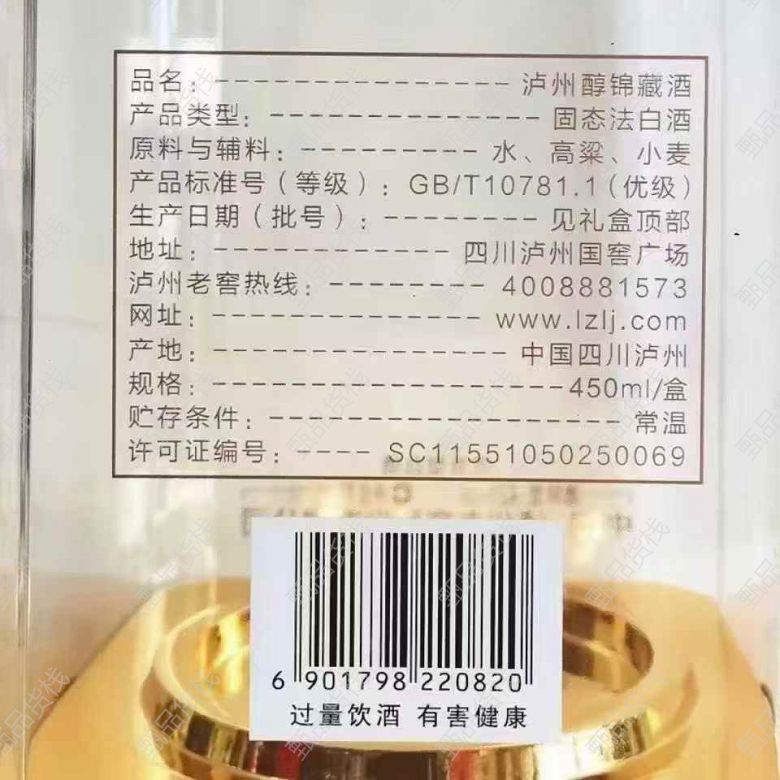 品名：---------------泸州醇锦藏酒
产品类型：--------------固态法白酒
原料与辅料：---------水、高粱、小麦
产品标准号（等级）：GB/T10781.1（优级）
生产日期（批号）：--------见礼盒顶部
地址：------------四川泸州国窖广场
泸州老窖热线：--------4008881573
网址：--------------www.lzlj.com
产地：---------------中国四川泸州
规格：------------------450ml/盒
贮存条件：------------------常温
许可证编号：----SC11551050250069
6 901798 220820
过量饮酒 有害健康
甄品货栈